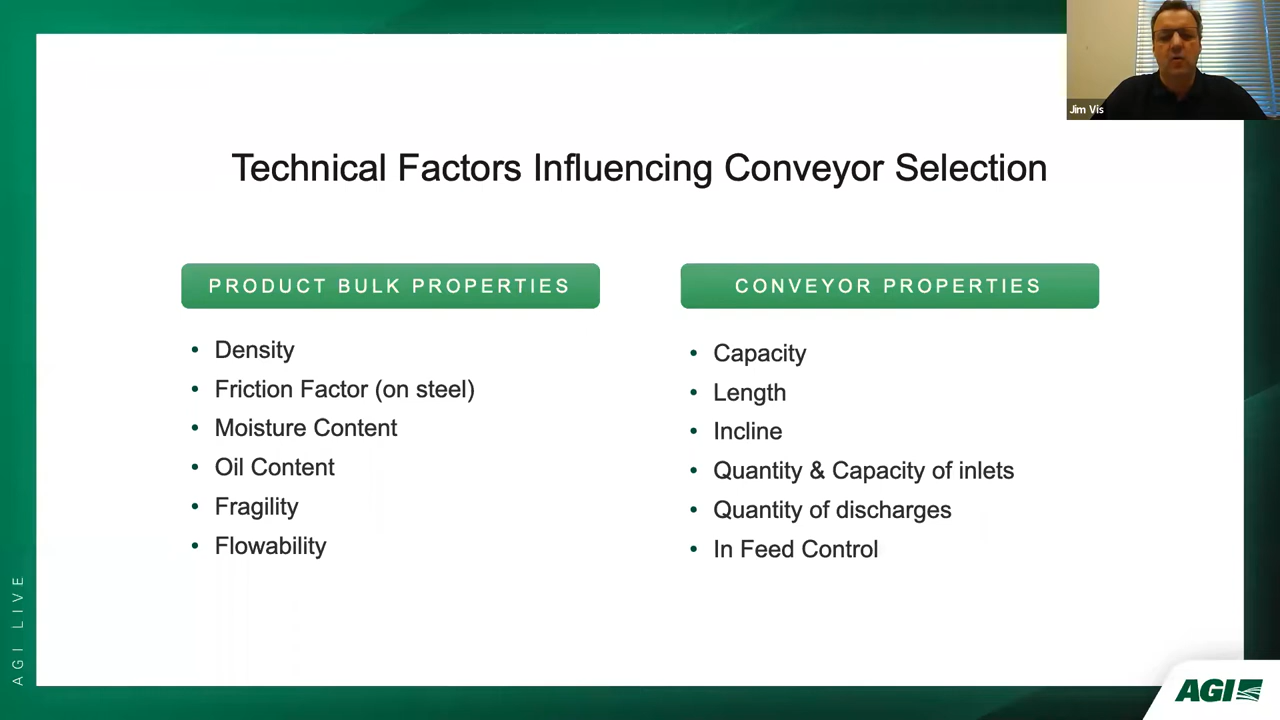 Jim Vis
Technical Factors Influencing Conveyor Selection
PRODUCT BULK PROPERTIES
• Density
• Friction Factor (on steel)
• Moisture Content
• Oil Content
• Fragility
• Flowability
CONVEYOR PROPERTIES
• Capacity
• Length
• Incline
• Quantity & Capacity of inlets
• Quantity of discharges
• In Feed Control
AGI LIVE
AGI